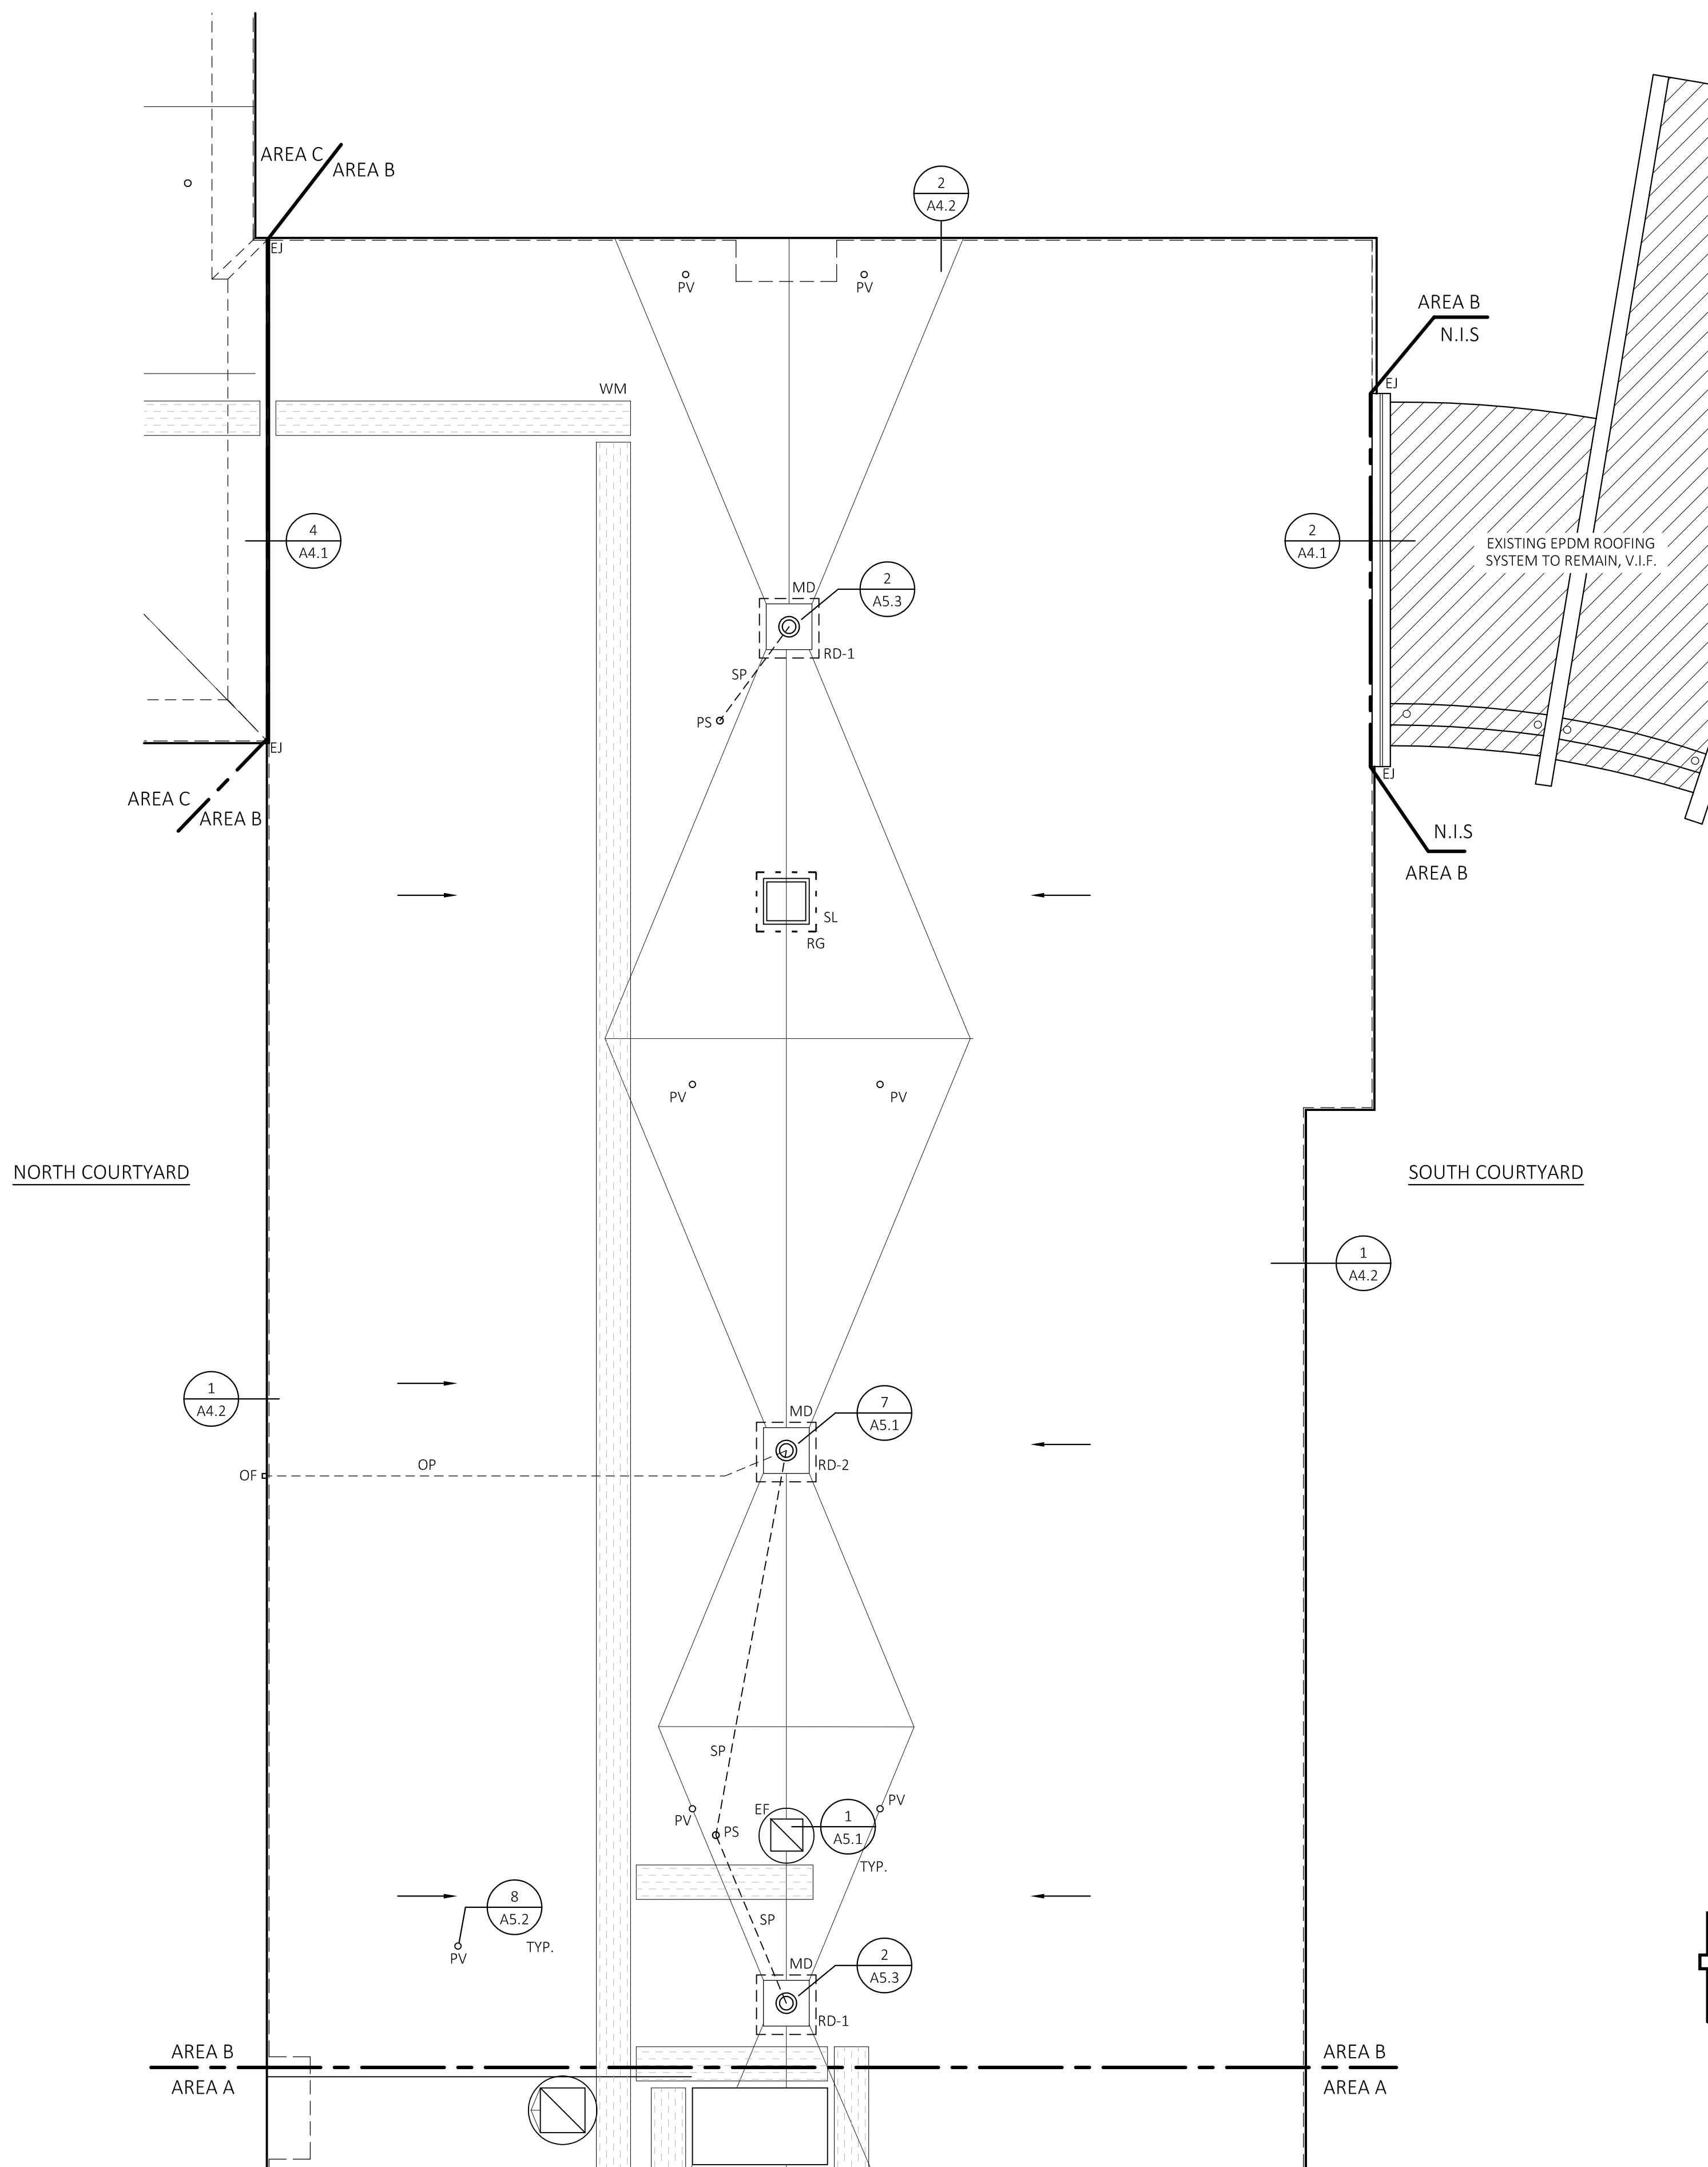 AREA C
AREA B
2
A4.2
EJ
PV
PV
AREA B
N.I.S
EJ
WM
4
A4.1
2
A4.1
EXISTING EPDM ROOFING
SYSTEM TO REMAIN, V.I.F.
MD
2
A5.3
RD-1
SP
PS
EJ
EJ
AREA C
AREA B
N.I.S
AREA B
SL
RG
PV
PV
NORTH COURTYARD
SOUTH COURTYARD
1
A4.2
1
A4.2
MD
7
A5.1
OF
OP
RD-2
SP
EF
PV
PV
PS
1
A5.1
TYP.
8
A5.2
TYP.
PV
SP
MD
2
A5.3
RD-1
AREA B
AREA B
AREA A
AREA A